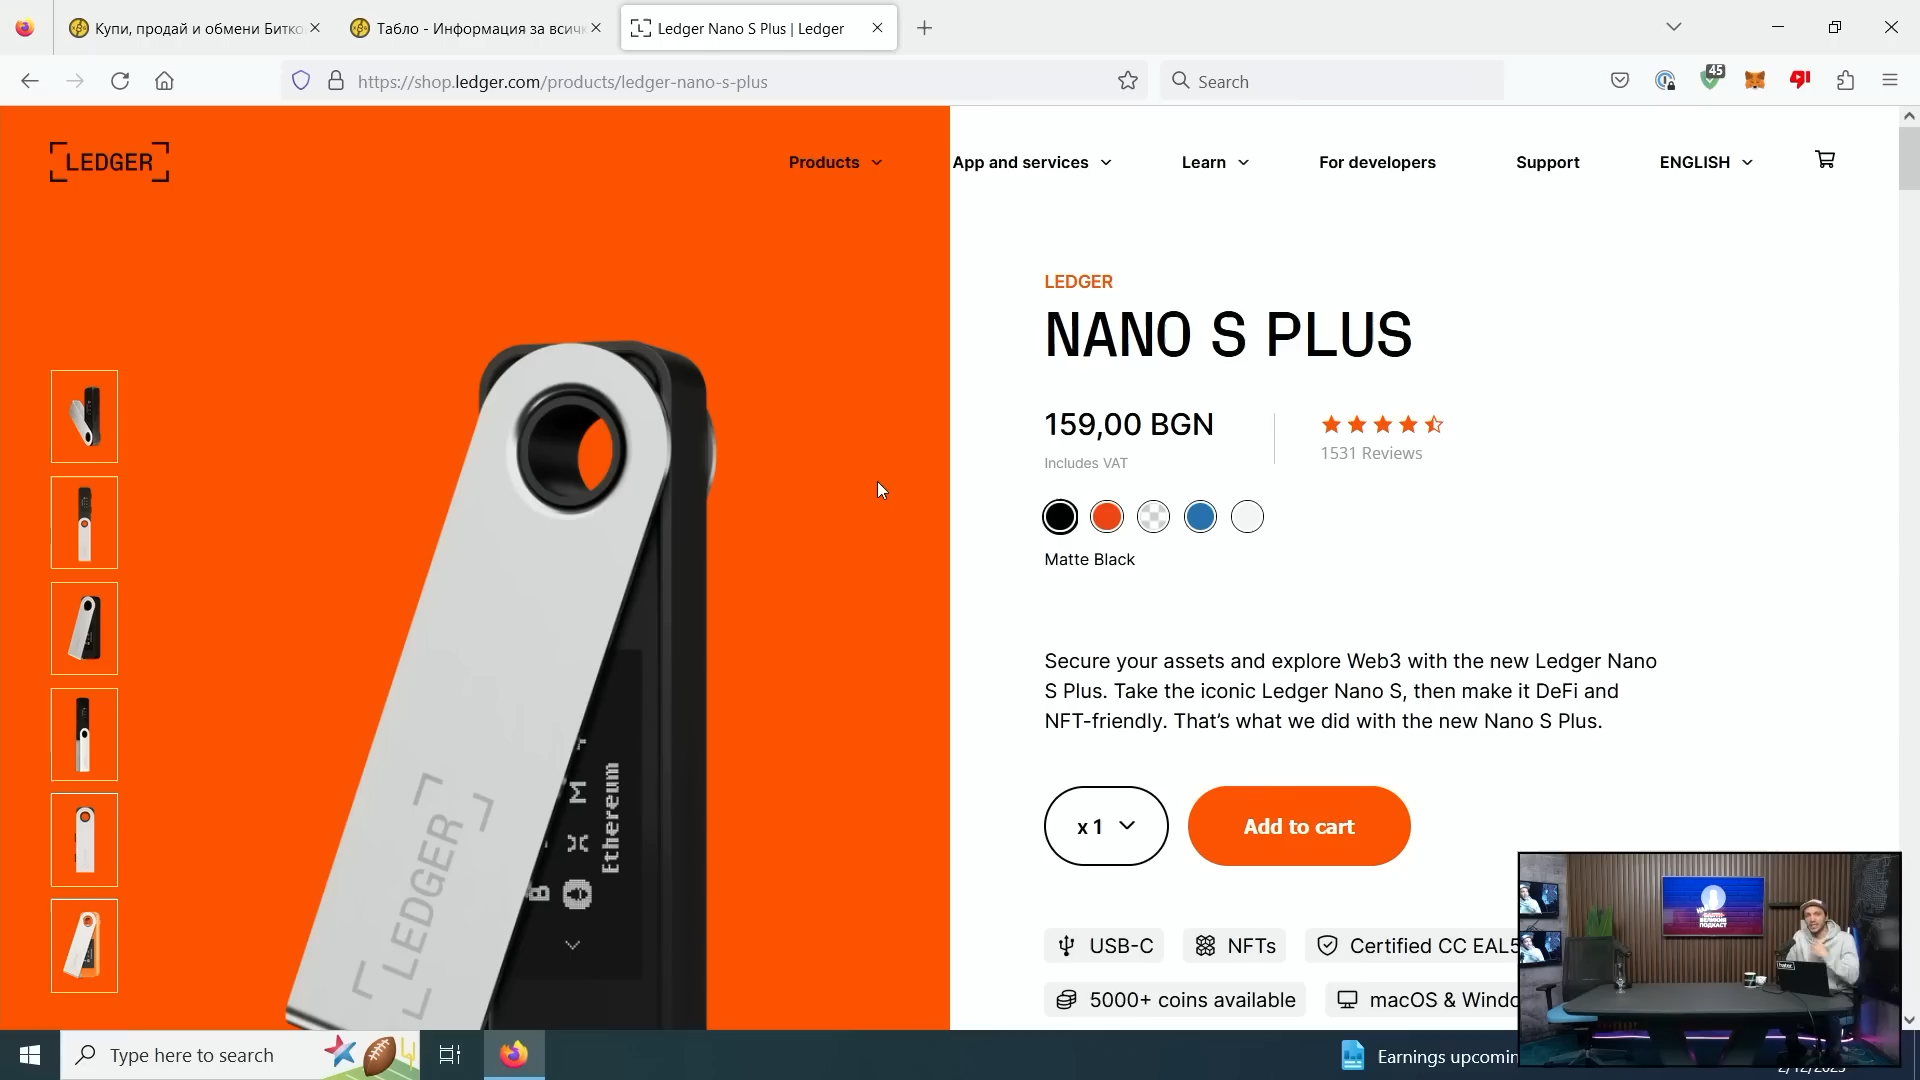 Купи, продай и обмени Битко
Табло - Информация за всичк
Ledger Nano S Plus | Ledger
https://shop.ledger.com/products/ledger-nano-s-plus
Search
45
LEDGER
Products
App and services
Learn
For developers
Support
ENGLISH
LEDGER
NANO S PLUS
159,00 BGN
1531 Reviews
Includes VAT
Matte Black
Secure your assets and explore Web3 with the new Ledger Nano
S Plus. Take the iconic Ledger Nano S, then make it DeFi and
NFT-friendly. That’s what we did with the new Nano S Plus.
x 1
Add to cart
USB-C
NFTs
Certified CC EAL5
5000+ coins available
macOS & Windo
LEDGER
Ethereum
Type here to search
Earnings upcomin